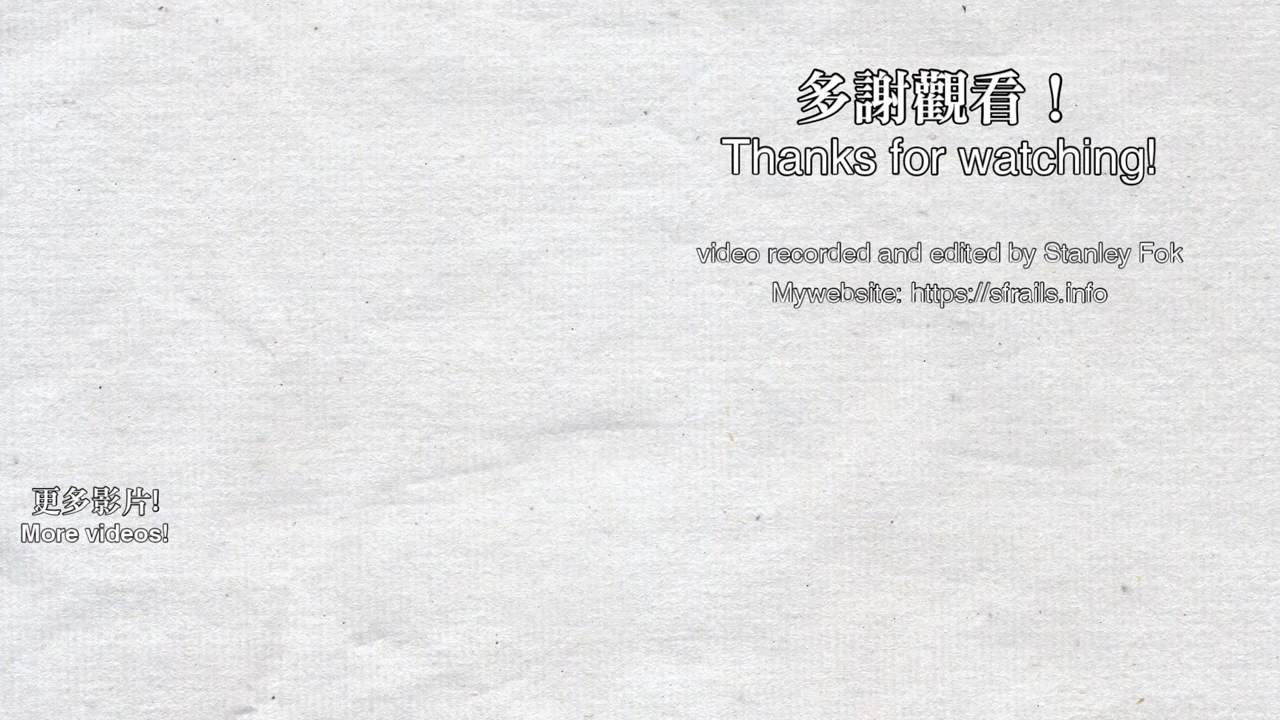 多謝觀看！
Thanks for watching!
video recorded and edited by Stanley Fok
Mywebsite: https://sfrails.info
更多影片!
More videos!